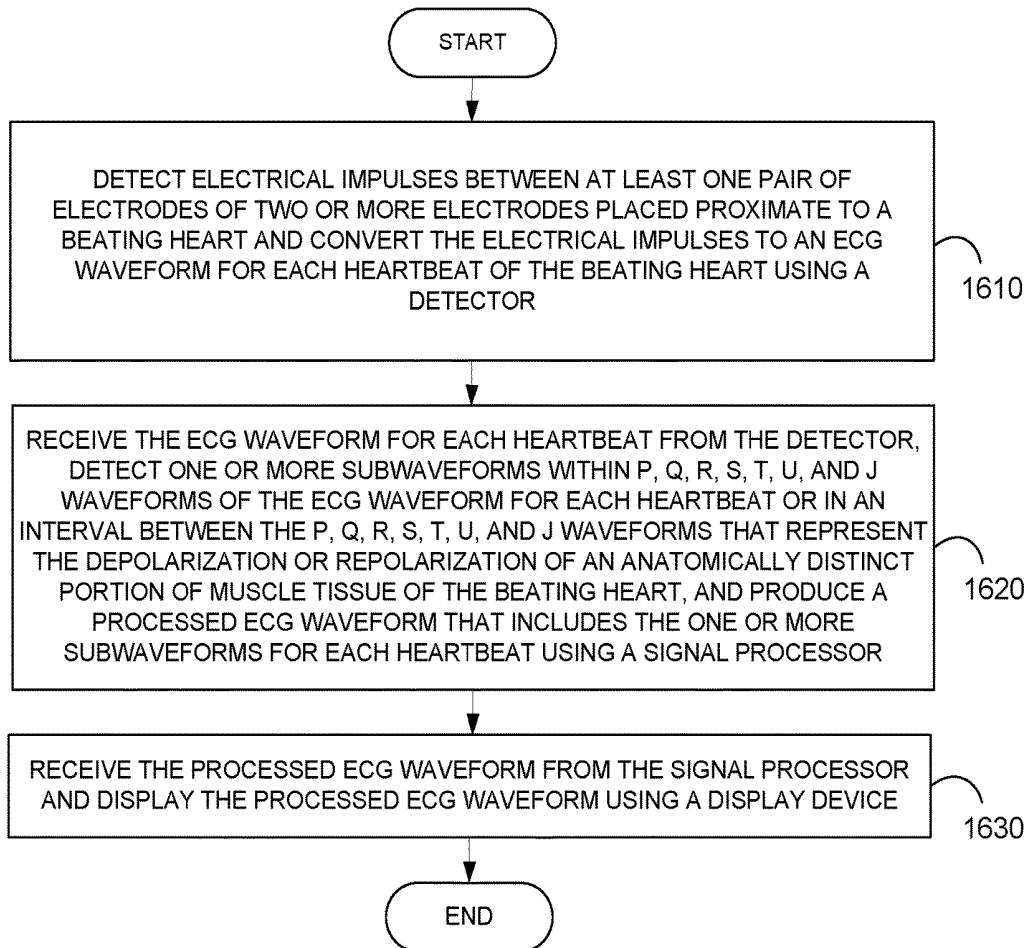 START
DETECT ELECTRICAL IMPULSES BETWEEN AT LEAST ONE PAIR OF
ELECTRODES OF TWO OR MORE ELECTRODES PLACED PROXIMATE TO A
BEATING HEART AND CONVERT THE ELECTRICAL IMPULSES TO AN ECG
WAVEFORM FOR EACH HEARTBEAT OF THE BEATING HEART USING A
DETECTOR
1610
RECEIVE THE ECG WAVEFORM FOR EACH HEARTBEAT FROM THE DETECTOR,
DETECT ONE OR MORE SUBWAVEFORMS WITHIN P, Q, R, S, T, U, AND J
WAVEFORMS OF THE ECG WAVEFORM FOR EACH HEARTBEAT OR IN AN
INTERVAL BETWEEN THE P, Q, R, S, T, U, AND J WAVEFORMS THAT REPRESENT
THE DEPOLARIZATION OR REPOLARIZATION OF AN ANATOMICALLY DISTINCT
PORTION OF MUSCLE TISSUE OF THE BEATING HEART, AND PRODUCE A
PROCESSED ECG WAVEFORM THAT INCLUDES THE ONE OR MORE
SUBWAVEFORMS FOR EACH HEARTBEAT USING A SIGNAL PROCESSOR
1620
RECEIVE THE PROCESSED ECG WAVEFORM FROM THE SIGNAL PROCESSOR
AND DISPLAY THE PROCESSED ECG WAVEFORM USING A DISPLAY DEVICE
1630
END